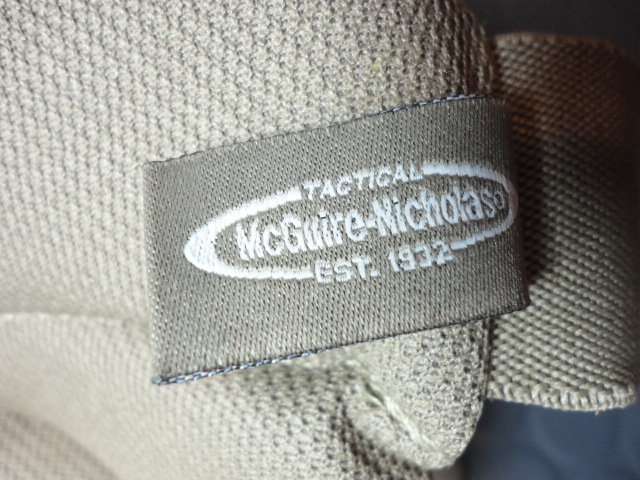 TACTICAL
McGuire-Nicholas®
EST. 1932